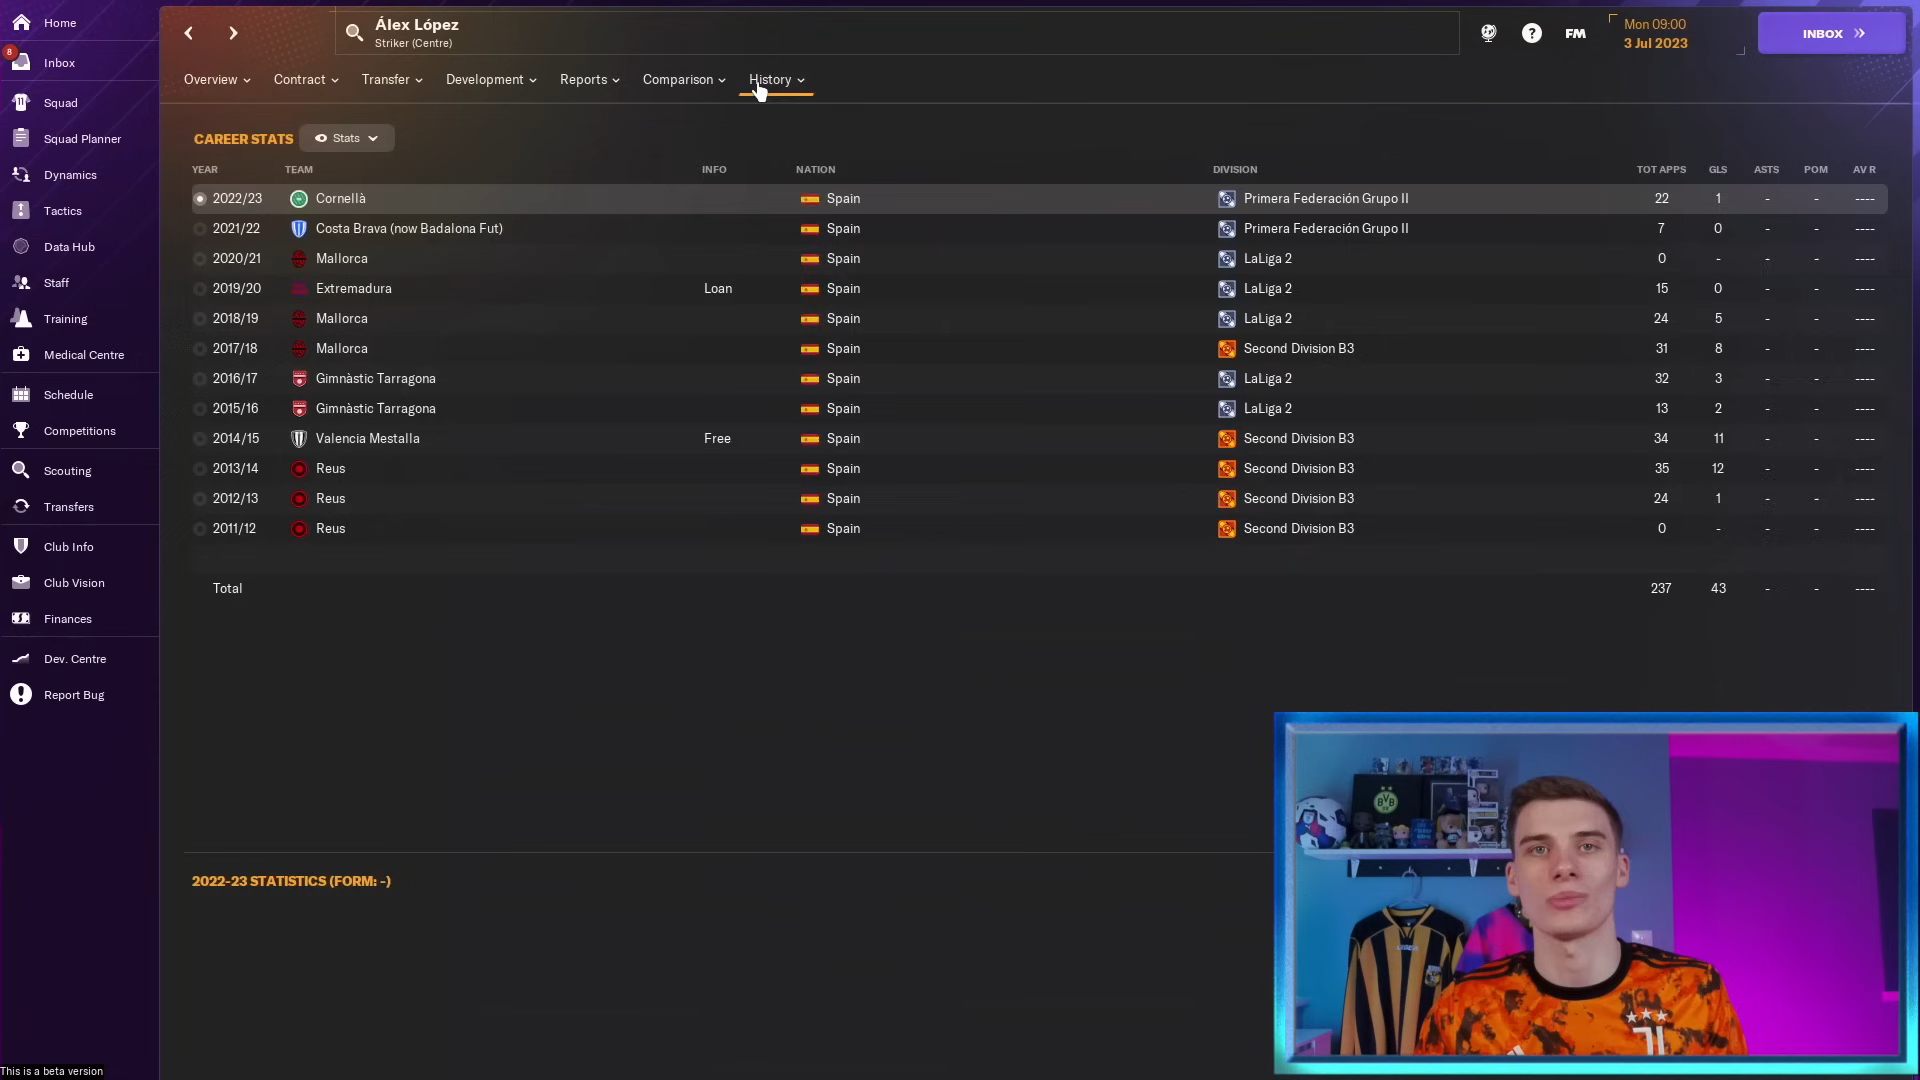 Home
8
Inbox
Squad
Squad Planner
Dynamics
Tactics
Data Hub
Staff
Training
Medical Centre
Schedule
Competitions
Scouting
Transfers
Club Info
Club Vision
Finances
Dev. Centre
Report Bug
This is a beta version
Álex López
Striker (Centre)
? FM
Mon 09:00
3 Jul 2023
INBOX
Overview Contract Transfer Development Reports Comparison History
CAREER STATS Stats
YEAR TEAM INFO NATION DIVISION TOT APPS GLS ASTS POM AV R
2022/23 Cornellà Spain Primera Federación Grupo II 22 1 - - ----
2021/22 Costa Brava (now Badalona Fut) Spain Primera Federación Grupo II 7 0 - - ----
2020/21 Mallorca Spain LaLiga 2 0 - - - ----
2019/20 Extremadura Loan Spain LaLiga 2 15 0 - - ----
2018/19 Mallorca Spain LaLiga 2 24 5 - - ----
2017/18 Mallorca Spain Second Division B3 31 8 - - ----
2016/17 Gimnàstic Tarragona Spain LaLiga 2 32 3 - - ----
2015/16 Gimnàstic Tarragona Spain LaLiga 2 13 2 - - ----
2014/15 Valencia Mestalla Free Spain Second Division B3 34 11 - - ----
2013/14 Reus Spain Second Division B3 35 12 - - ----
2012/13 Reus Spain Second Division B3 24 1 - - ----
2011/12 Reus Spain Second Division B3 0 - - - ----
Total 237 43 - - ----
2022-23 STATISTICS (FORM: -)
BVB